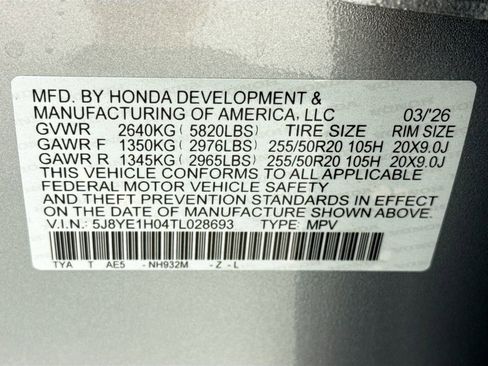 MFD. BY HONDA DEVELOPMENT &
MANUFACTURING OF AMERICA, LLC 03/'26
GVWR 2640KG ( 5820LBS) TIRE SIZE RIM SIZE
GAWR F 1350KG ( 2976LBS) 255/50R20 105H 20X9.0J
GAWR R 1345KG ( 2965LBS) 255/50R20 105H 20X9.0J
THIS VEHICLE CONFORMS TO ALL APPLICABLE
FEDERAL MOTOR VEHICLE SAFETY
AND THEFT PREVENTION STANDARDS IN EFFECT
ON THE DATE OF MANUFACTURE SHOWN ABOVE.
V.I.N.: 5J8YE1H04TL028693 TYPE: MPV
TYA T AE5 - NH932M - Z - L